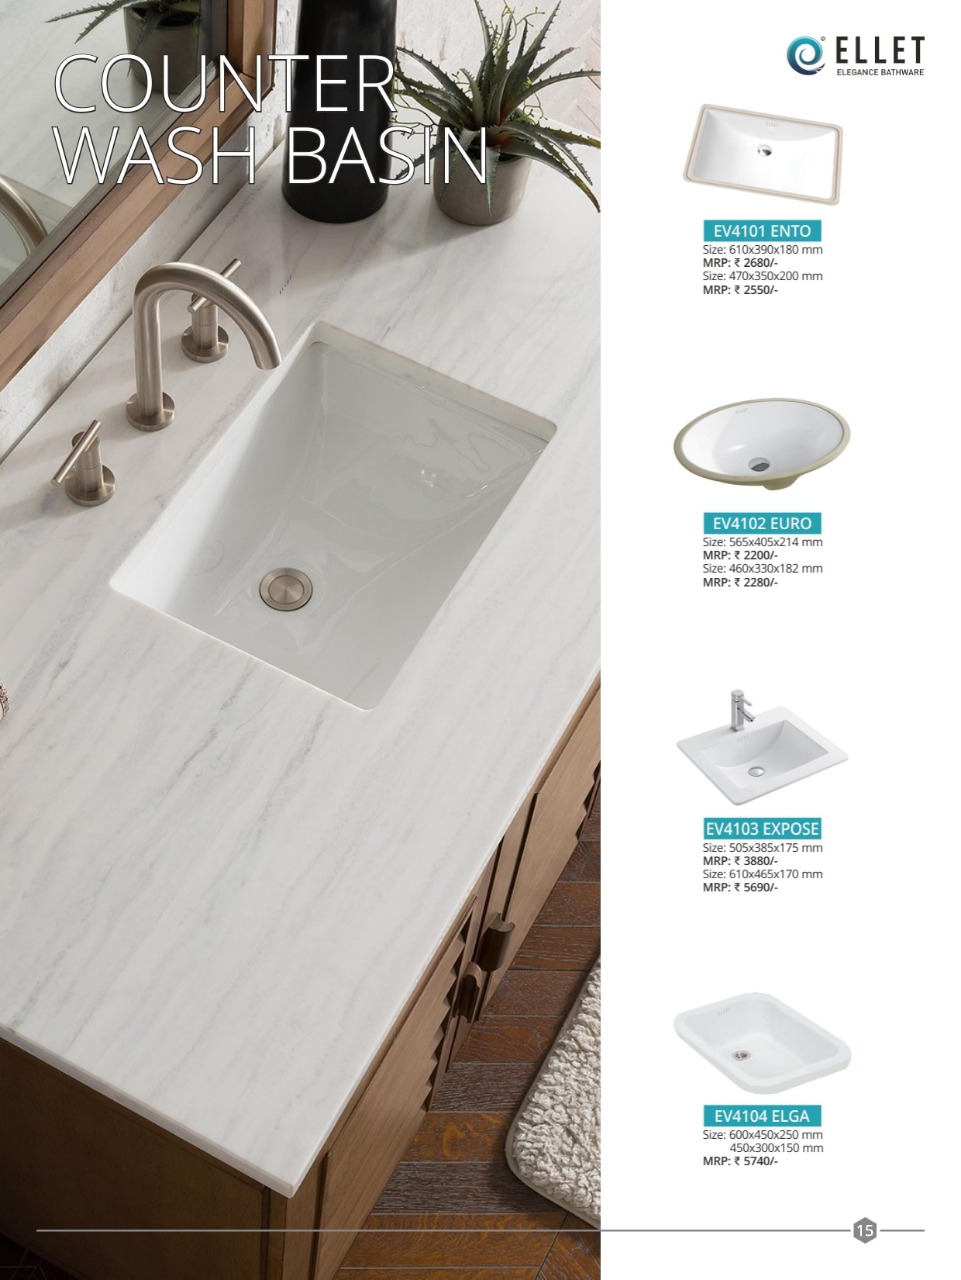 COUNTER
WASH BASIN
©
ELLET
ELEGANCE BATHWARE
EV4101 ENTO
Size: 610x390x180 mm
MRP: ₹ 2680/-
Size: 470x350x200 mm
MRP: ₹ 2550/-
EV4102 EURO
Size: 565x405x214 mm
MRP: ₹ 2200/-
Size: 460x330x182 mm
MRP: ₹ 2280/-
EV4103 EXPOSE
Size: 505x385x175 mm
MRP: ₹ 3880/-
Size: 610x465x170 mm
MRP: ₹ 5690/-
EV4104 ELGA
Size: 600x450x250 mm
450x300x150 mm
MRP: ₹ 5740/-
15